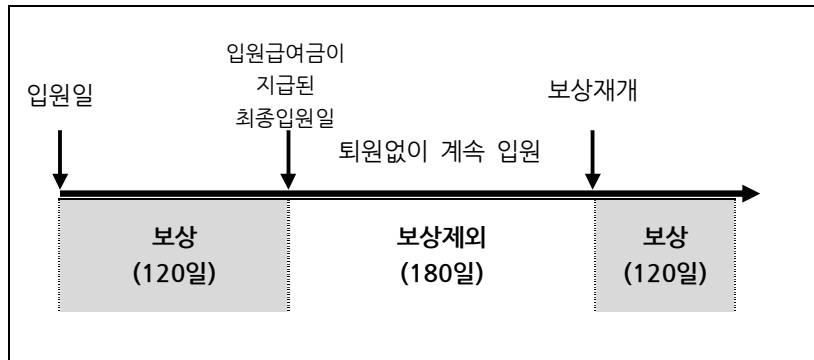 입원일
입원급여금이
지급된
최종입원일
보상재개
퇴원없이 계속 입원
보상
(120일)
보상제외
(180일)
보상
(120일)